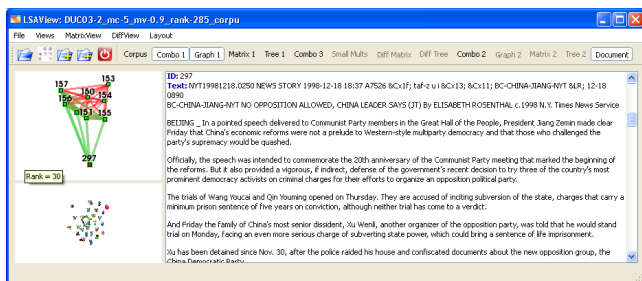 LSAView: DUC03-2_mc-5_mv-0.9_rank-285_corpu
File Views MatrixView DiffView Layout
Corpus Combo 1 Graph 1 Matrix 1 Tree 1 Combo 3 Small Mults Diff Matrix Diff Tree Combo 2 Graph 2 Matrix 2 Tree 2 Document
157 153
156 150 154
151 155
297
Rank = 30
ID: 297
Text: NYT19981218.0250 NEWS STORY 1998-12-18 18:37 A7526 &Cx1f; taf-z u i &Cx13; &Cx11; BC-CHINA-JIANG-NYT &LR; 12-18
0890
BC-CHINA-JIANG-NYT NO OPPOSITION ALLOWED, CHINA LEADER SAYS (JT) By ELISABETH ROSENTHAL c.1998 N.Y. Times News Service
BEIJING _ In a pointed speech delivered to Communist Party members in the Great Hall of the People, President Jiang Zemin made clear
Friday that China's economic reforms were not a prelude to Western-style multiparty democracy and that those who challenged the
party's supremacy would be quashed.
Officially, the speech was intended to commemorate the 20th anniversary of the Communist Party meeting that marked the beginning of
the reforms. But it also provided a vigorous, if indirect, defense of the government's recent decision to try three of the country's most
prominent democracy activists on criminal charges for their efforts to organize an opposition political party.
The trials of Wang Youcai and Qin Youming opened on Thursday. They are accused of inciting subversion of the state, charges that carry a
minimum prison sentence of five years on conviction, although neither trial has come to a verdict.
And Friday the family of China's most senior dissident, Xu Wenli, another organizer of the opposition party, was told that he would stand
trial on Monday, facing an even more serious charge of subverting state power, which could bring a sentence of life imprisonment.
Xu has been detained since Nov. 30, after the police raided his house and confiscated documents about the new opposition group, the
China Democratic Party.